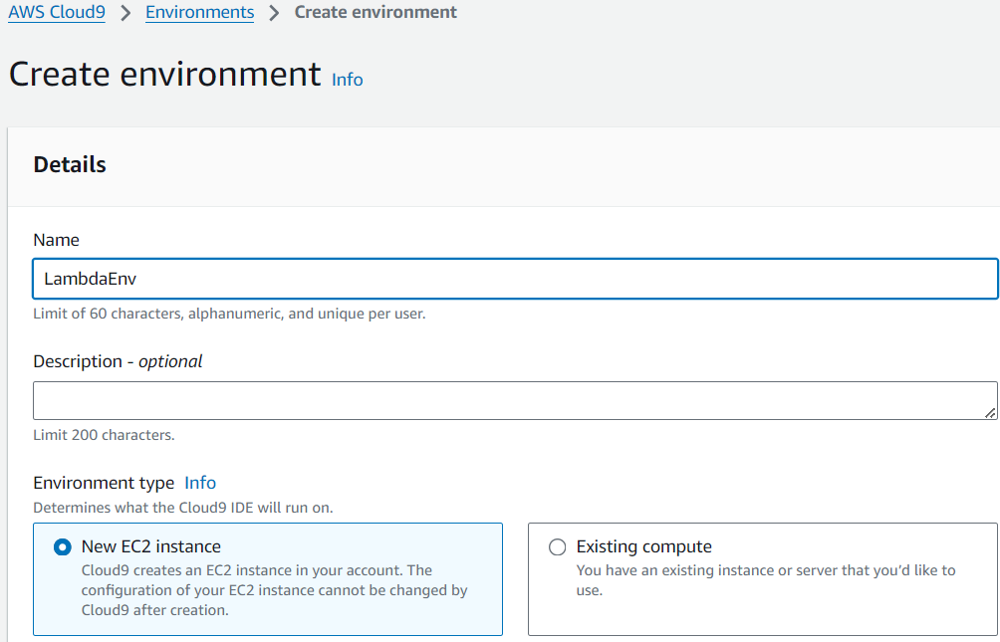 AWS Cloud9 > Environments > Create environment
Create environment Info
Details
Name
LambdaEnv
Limit of 60 characters, alphanumeric, and unique per user.
Description - optional
Limit 200 characters.
Environment type Info
Determines what the Cloud9 IDE will run on.
New EC2 instance
Cloud9 creates an EC2 instance in your account. The
configuration of your EC2 instance cannot be changed by
Cloud9 after creation.
Existing compute
You have an existing instance or server that you’d like to
use.